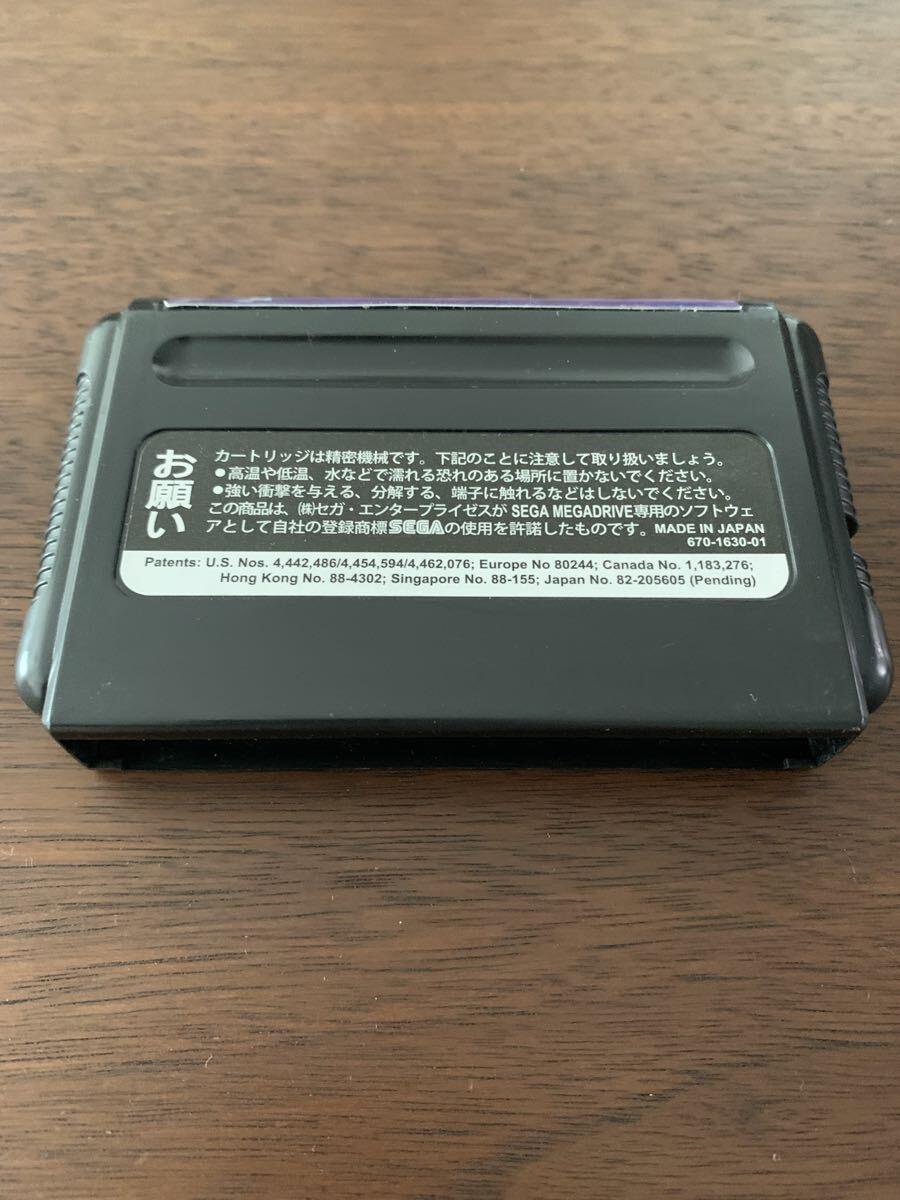 お願い
カートリッジは精密機械です。下記のことに注意して取り扱いましょう。
●高温や低温、水などで濡れる恐れのある場所に置かないでください。
●強い衝撃を与える、分解する、端子に触れるなどはしないでください。
この商品は、㈱セガ・エンタープライゼスが SEGA MEGADRIVE専用のソフトウェ
アとして自社の登録商標SEGAの使用を許諾したものです。MADE IN JAPAN
670-1630-01
Patents: U.S. Nos. 4,442,486/4,454,594/4,462,076; Europe No 80244; Canada No. 1,183,276;
Hong Kong No. 88-4302; Singapore No. 88-155; Japan No. 82-205605 (Pending)